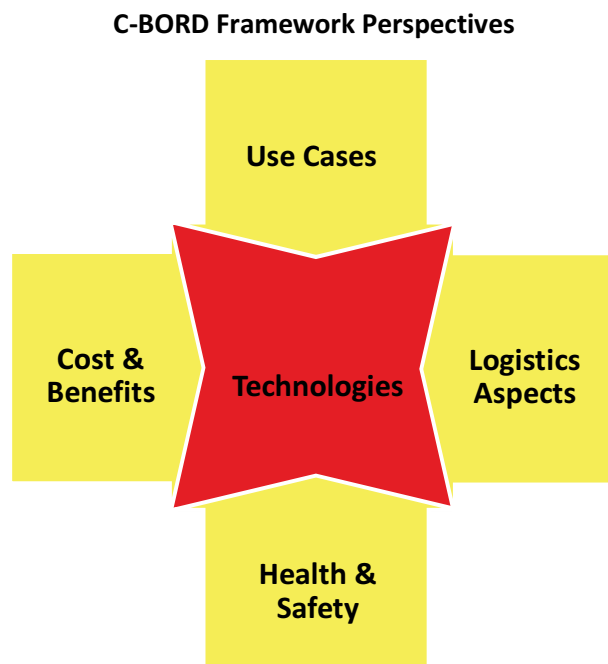 C-BORD Framework Perspectives
Use Cases
Cost &
Benefits
Technologies
Logistics
Aspects
Health &
Safety